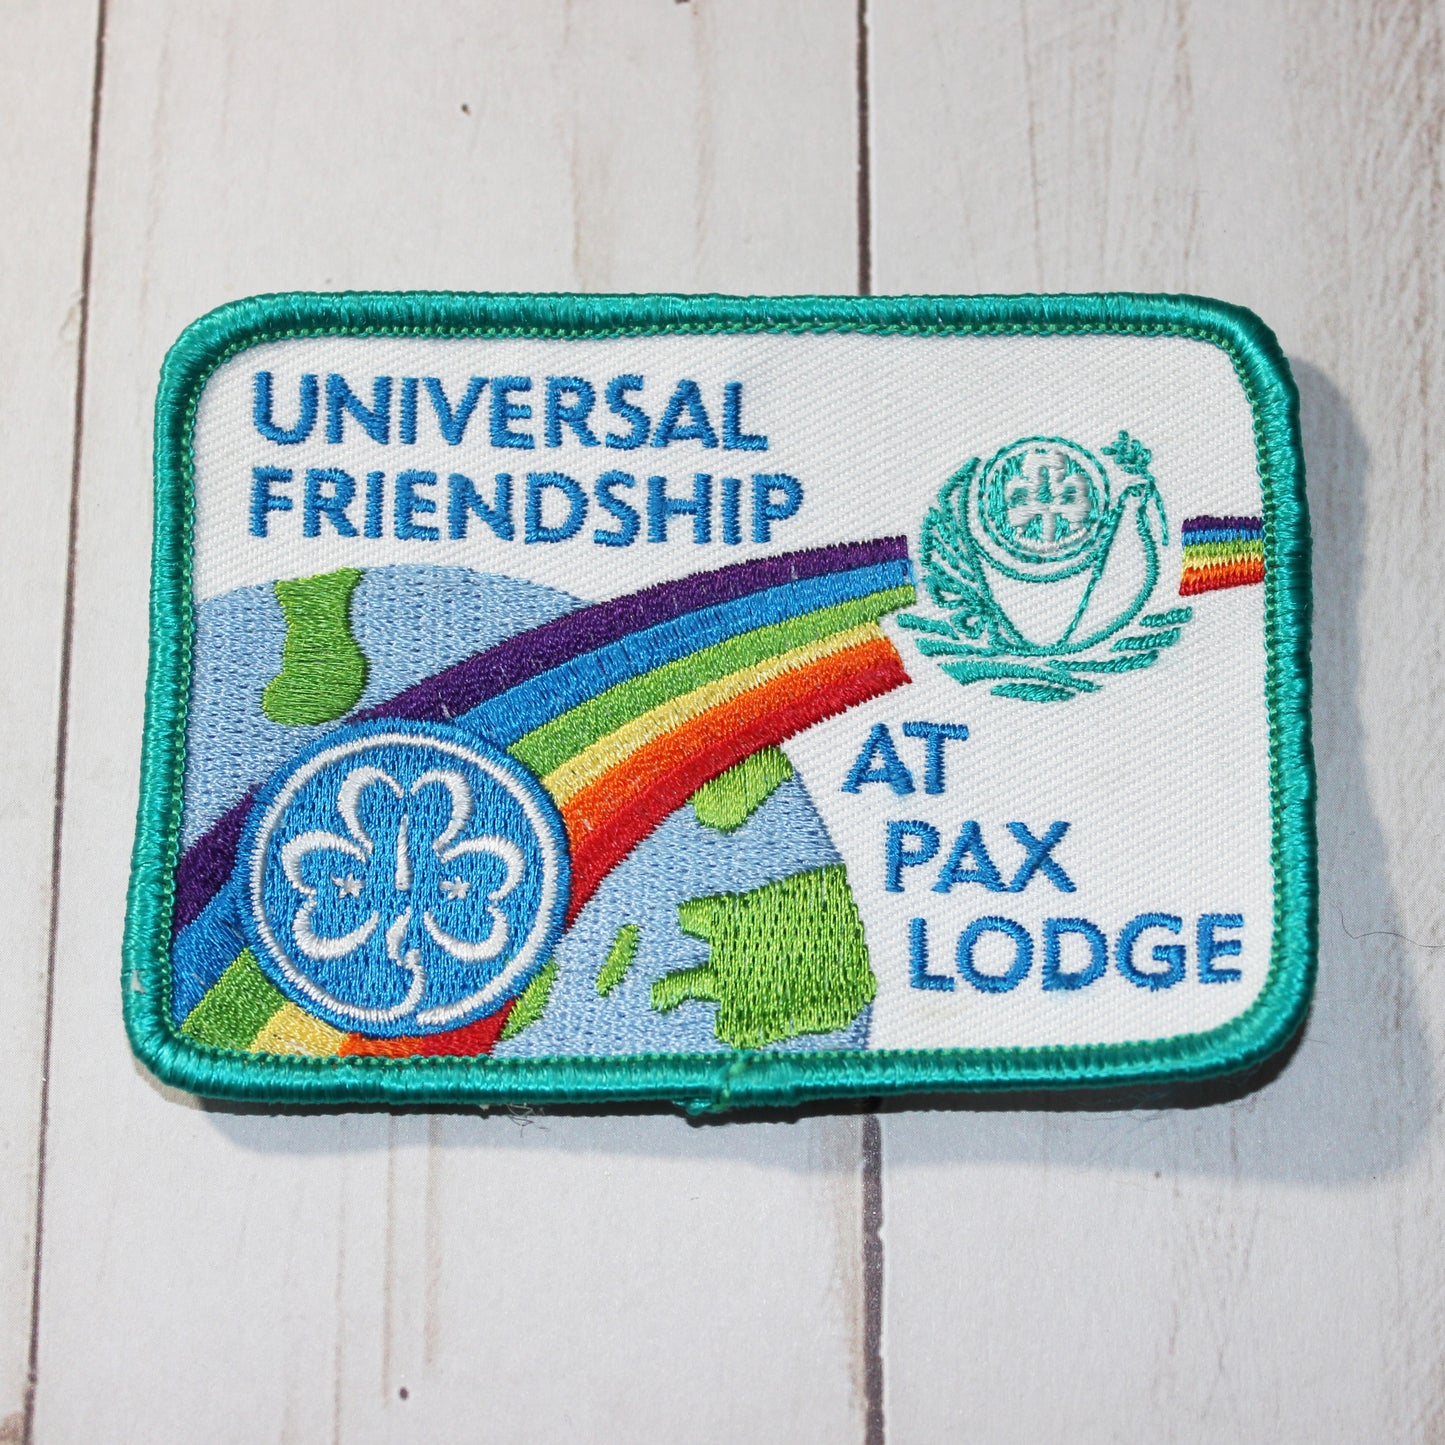 UNIVERSAL
FRIENDSHIP
AT
PAX
LODGE